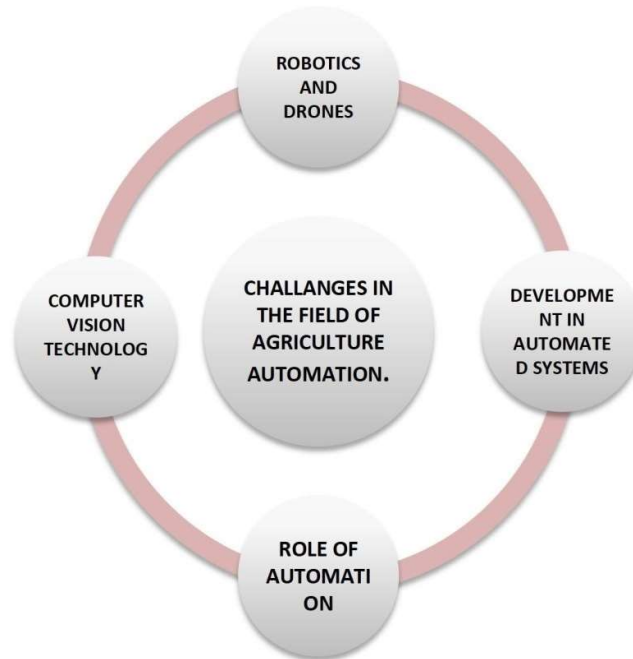 ROBOTICS
AND
DRONES
COMPUTER
VISION
TECHNOLOG
Y
CHALLANGES IN
THE FIELD OF
AGRICULTURE
AUTOMATION.
DEVELOPME
NT IN
AUTOMATE
D SYSTEMS
ROLE OF
AUTOMATI
ON